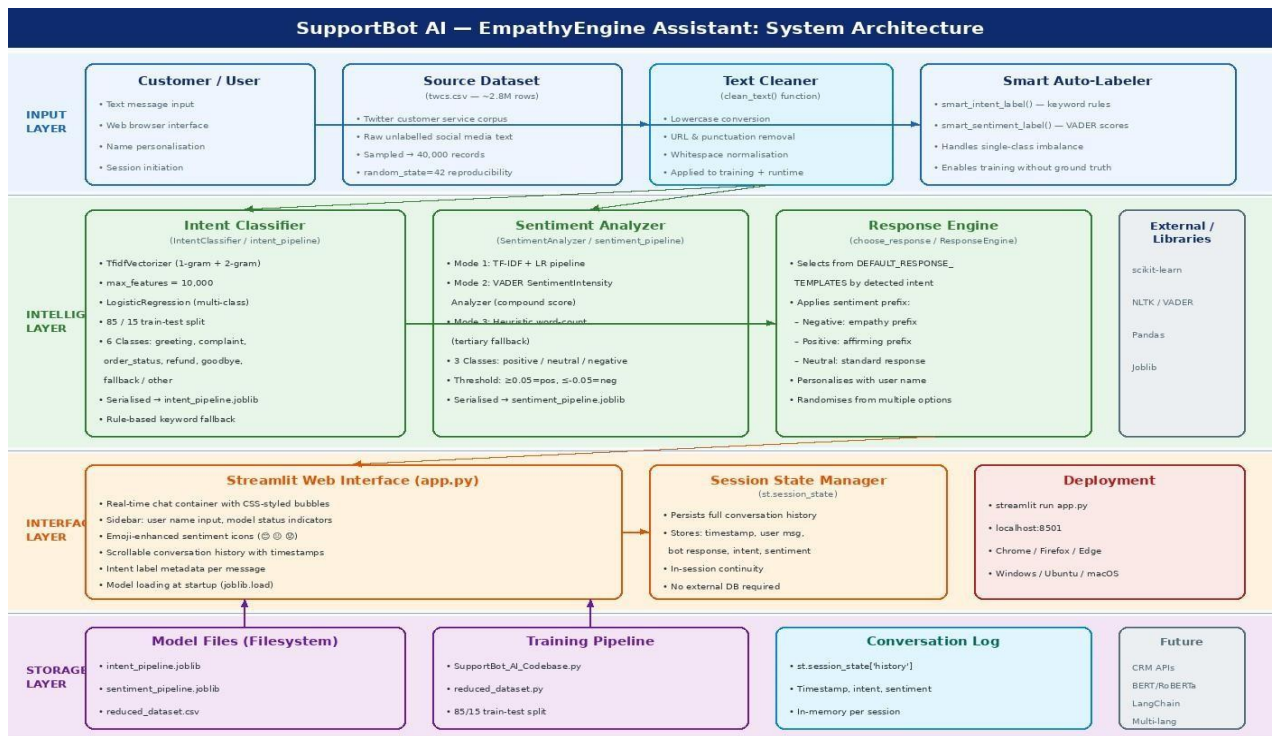 SupportBot AI — EmpathyEngine Assistant: System Architecture
INPUT
LAYER
Customer / User
• Text message input
• Web browser interface
• Name personalisation
• Session initiation
Source Dataset
(twcs.csv — ~2.8M rows)
• Twitter customer service corpus
• Raw unlabelled social media text
• Sampled → 40,000 records
• random_state=42 reproducibility
Text Cleaner
(clean_text() function)
• Lowercase conversion
• URL & punctuation removal
• Whitespace normalisation
• Applied to training + runtime
Smart Auto-Labeler
• smart_intent_label() — keyword rules
• smart_sentiment_label() — VADER scores
• Handles single-class imbalance
• Enables training without ground truth
INTELLIG
LAYER
Intent Classifier
(IntentClassifier / intent_pipeline)
• TfidfVectorizer (1-gram + 2-gram)
• max_features = 10,000
• LogisticRegression (multi-class)
• 85 / 15 train-test split
• 6 Classes: greeting, complaint,
order_status, refund, goodbye,
fallback / other
• Serialised → intent_pipeline.joblib
• Rule-based keyword fallback
Sentiment Analyzer
(SentimentAnalyzer / sentiment_pipeline)
• Mode 1: TF-IDF + LR pipeline
• Mode 2: VADER SentimentIntensity
Analyzer (compound score)
• Mode 3: Heuristic word-count
(tertiary fallback)
• 3 Classes: positive / neutral / negative
• Threshold: ≥0.05=pos, ≤-0.05=neg
• Serialised → sentiment_pipeline.joblib
Response Engine
(choose_response / ResponseEngine)
• Selects from DEFAULT_RESPONSE_
TEMPLATES by detected intent
• Applies sentiment prefix:
– Negative: empathy prefix
– Positive: affirming prefix
– Neutral: standard response
• Personalises with user name
• Randomises from multiple options
External /
Libraries
scikit-learn
NLTK / VADER
Pandas
Joblib
INTERFAC
LAYER
Streamlit Web Interface (app.py)
• Real-time chat container with CSS-styled bubbles
• Sidebar: user name input, model status indicators
• Emoji-enhanced sentiment icons (😊 😐 😟)
• Scrollable conversation history with timestamps
• Intent label metadata per message
• Model loading at startup (joblib.load)
Session State Manager
(st.session_state)
• Persists full conversation history
• Stores: timestamp, user msg,
bot response, intent, sentiment
• In-session continuity
• No external DB required
Deployment
• streamlit run app.py
• localhost:8501
• Chrome / Firefox / Edge
• Windows / Ubuntu / macOS
STORAGE
LAYER
Model Files (Filesystem)
• intent_pipeline.joblib
• sentiment_pipeline.joblib
• reduced_dataset.csv
Training Pipeline
• SupportBot_AI_Codebase.py
• reduced_dataset.py
• 85/15 train-test split
Conversation Log
• st.session_state['history']
• Timestamp, intent, sentiment
• In-memory per session
Future
CRM APIs
BERT/RoBERTa
LangChain
Multi-lang